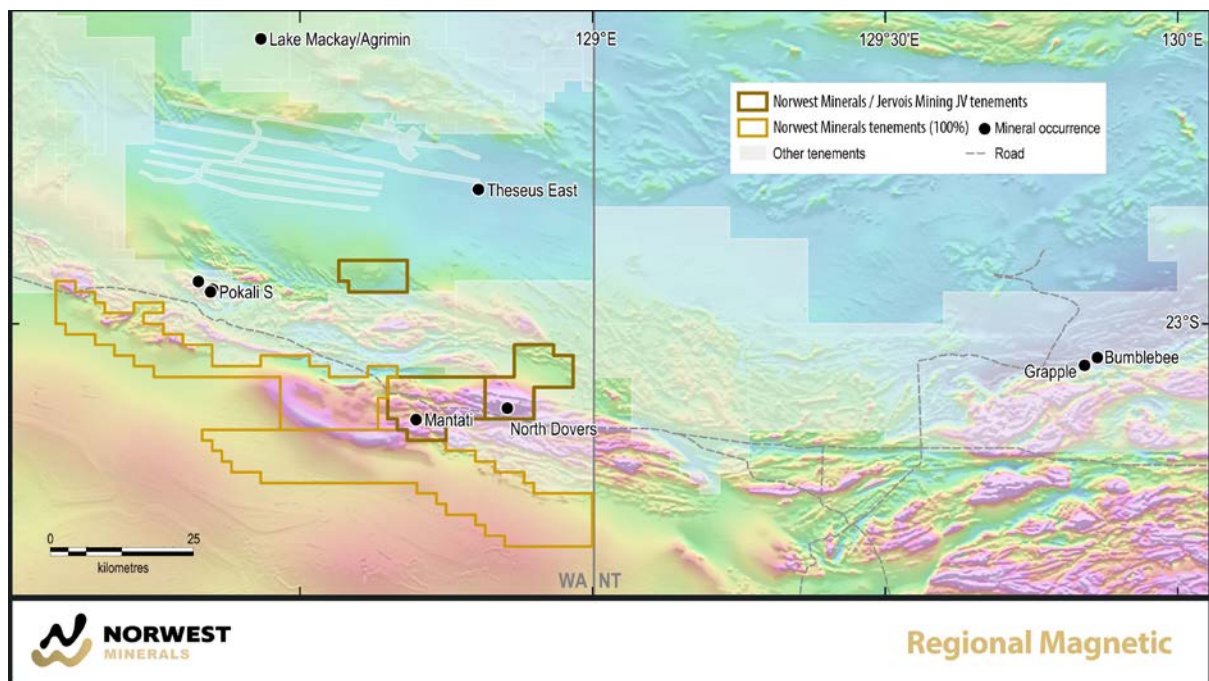 Lake Mackay/Agrimin
129°E
129°30'E
130°E
Norwest Minerals / Jervois Mining JV tenements
Norwest Minerals tenements (100%)
Mineral occurrence
Other tenements
Road
Theseus East
Pokali S
23°S
Bumblebee
Grapple
Mantati
North Dovers
0
25
kilometres
WA
NT
NORWEST
MINERALS
Regional Magnetic